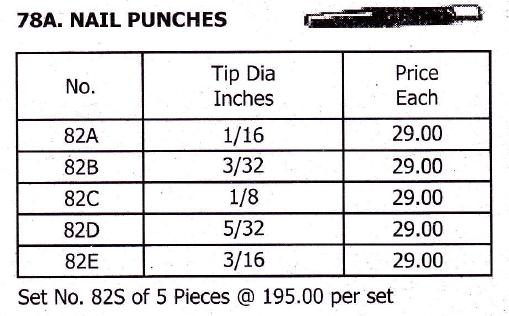 78A. NAIL PUNCHES
No. Tip Dia Inches Price Each
82A 1/16 29.00
82B 3/32 29.00
82C 1/8 29.00
82D 5/32 29.00
82E 3/16 29.00
Set No. 82S of 5 Pieces @ 195.00 per set